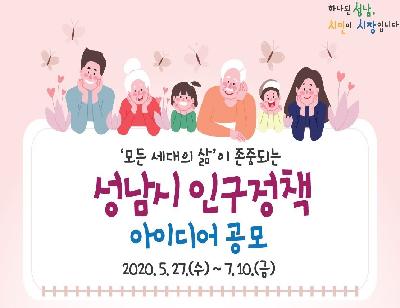 하나된 성남,
시민이 시장입니다
'모든 세대의 삶'이 존중되는
성남시 인구정책
아이디어 공모
2020. 5. 27.(수) ~ 7. 10.(금)